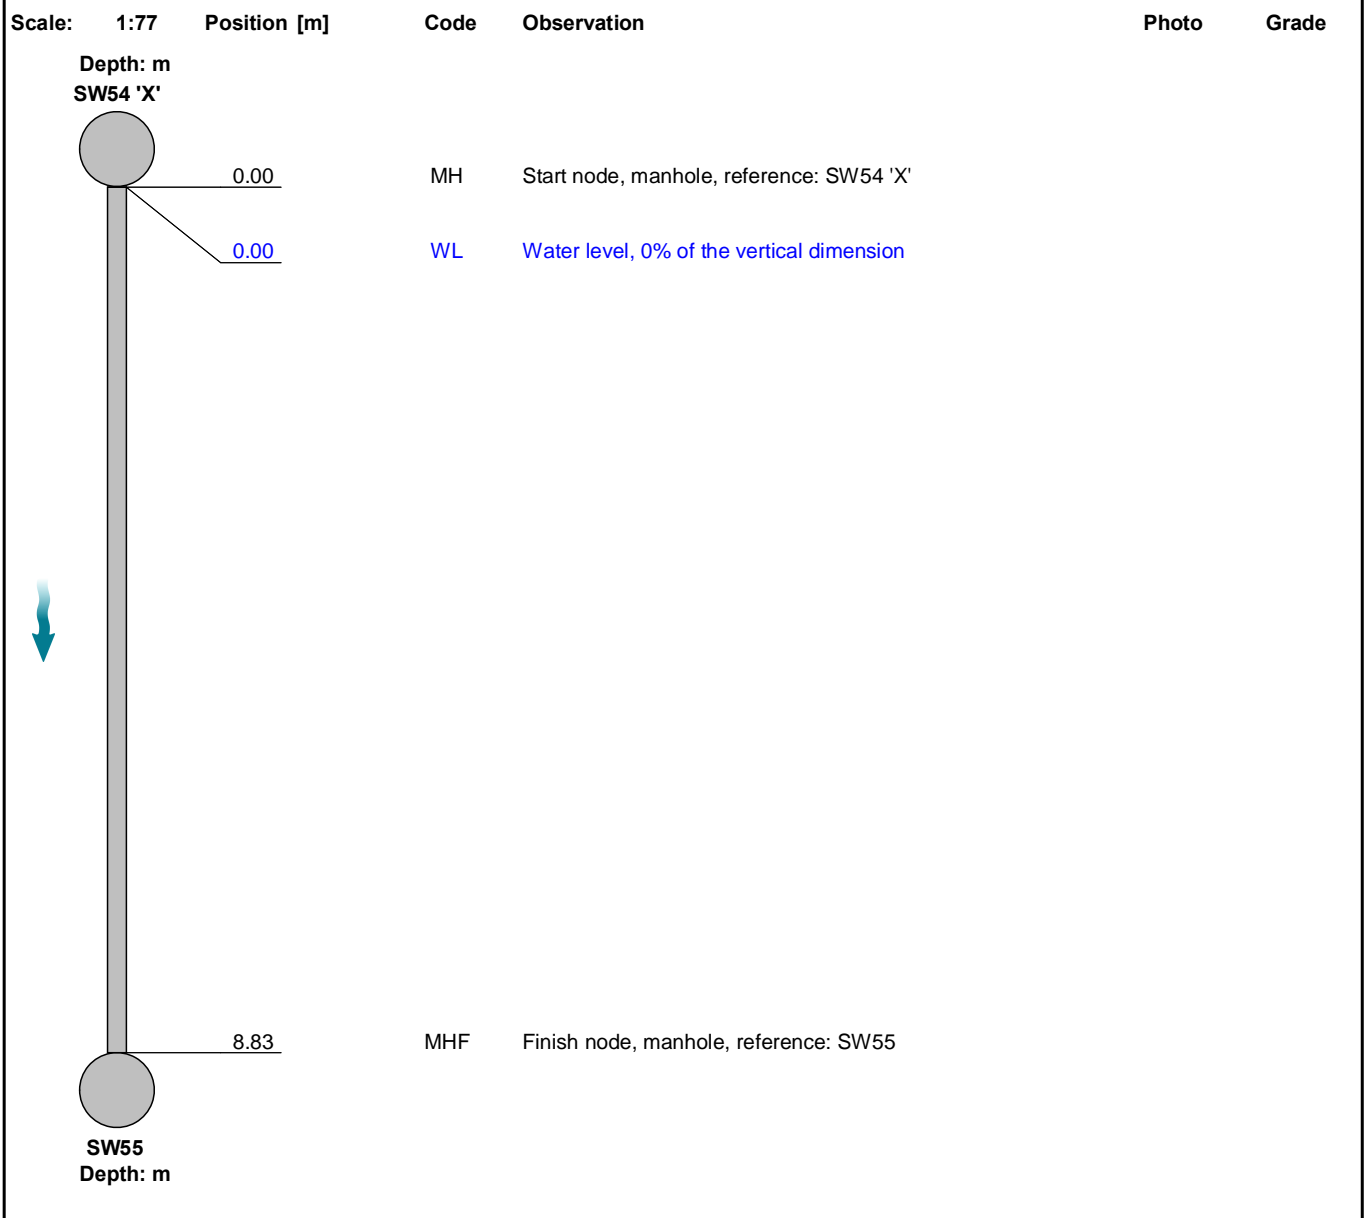 Scale: 1:77 Position [m] Code Observation Photo Grade
Depth: m
SW54 'X'
0.00 MH Start node, manhole, reference: SW54 'X'
0.00 WL Water level, 0% of the vertical dimension
8.83 MHF Finish node, manhole, reference: SW55
SW55
Depth: m